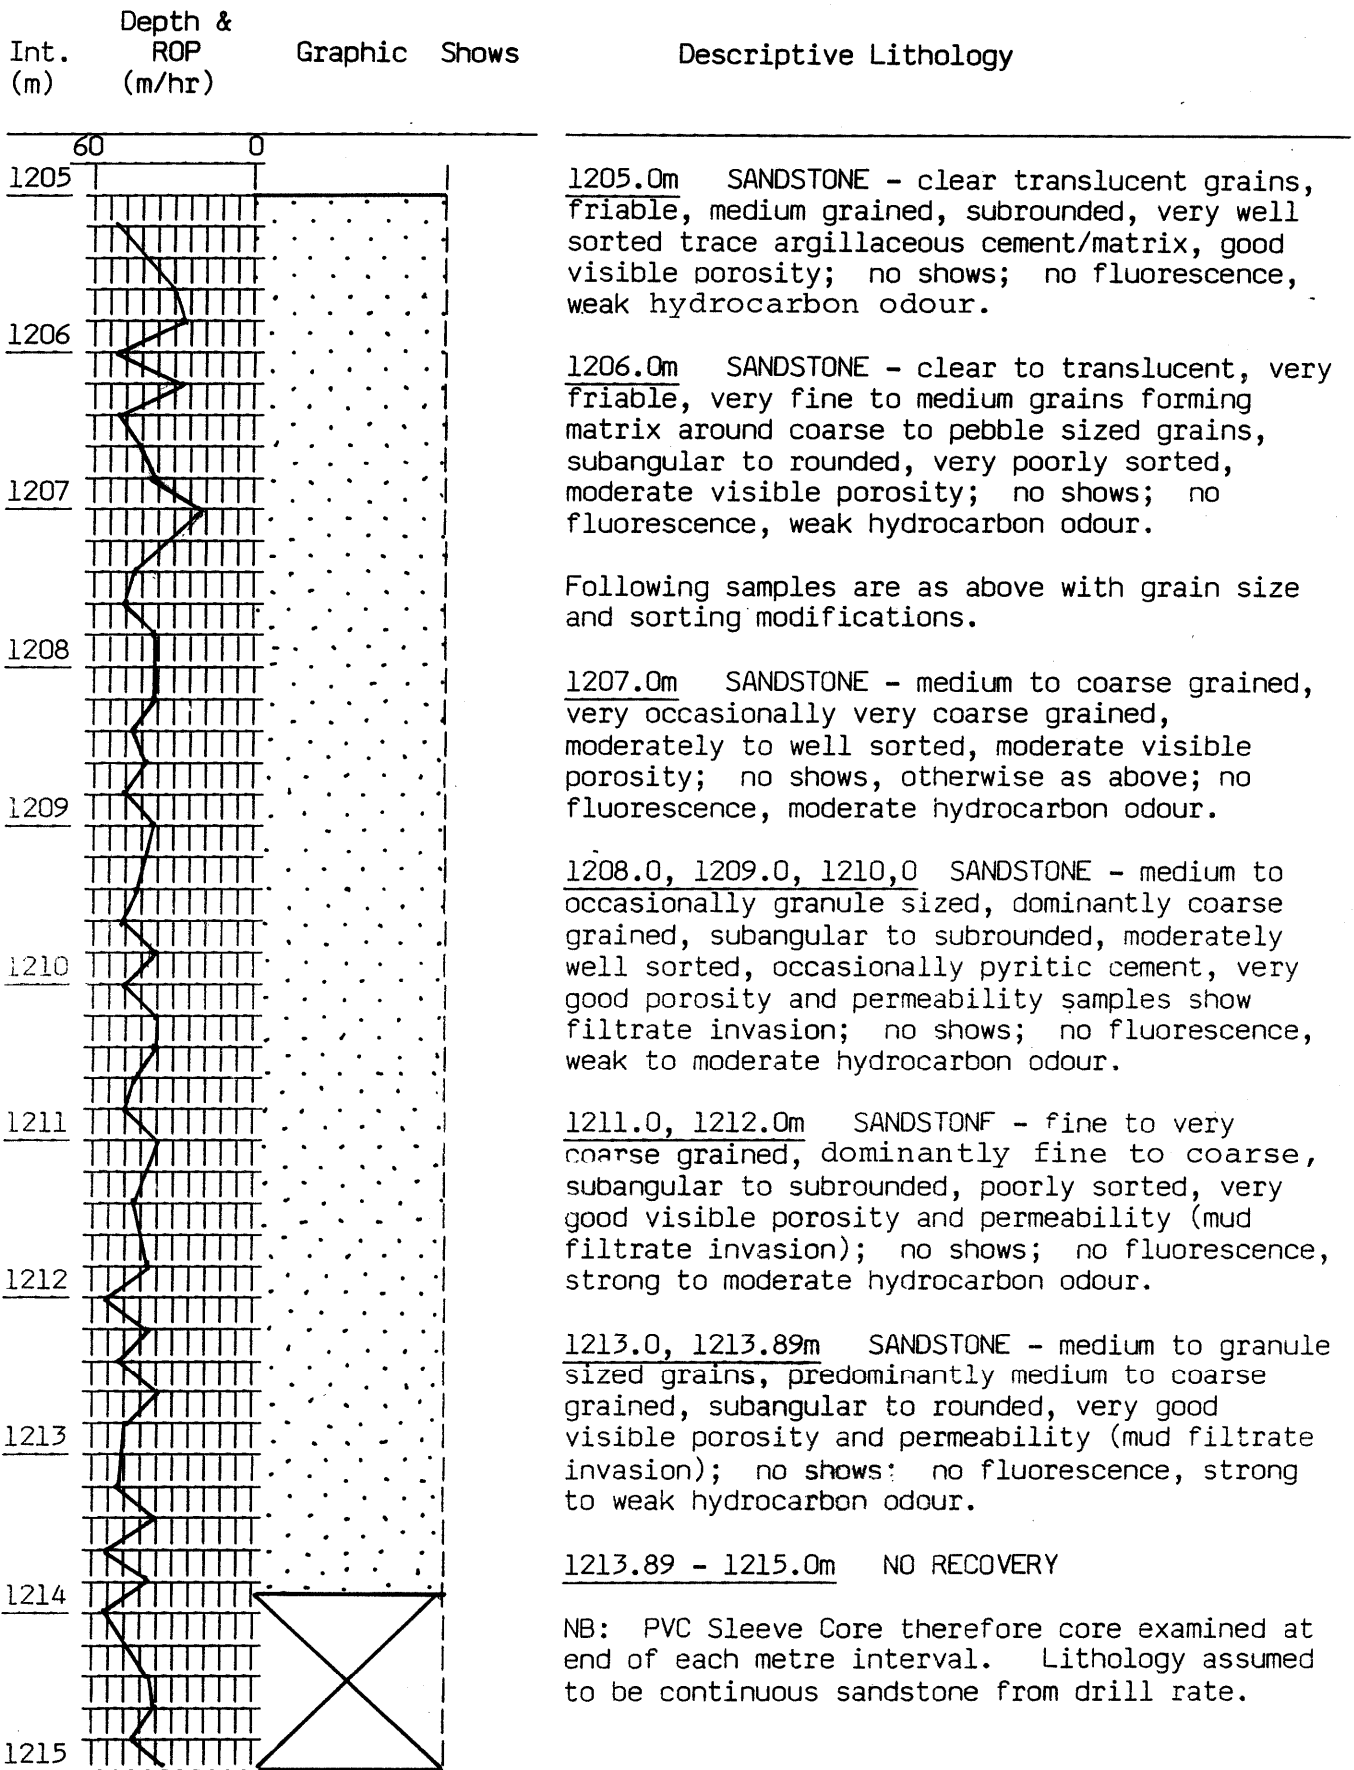 Depth &
Int. ROP Graphic Shows Descriptive Lithology
(m) (m/hr)
60 0
1205
1206
1207
1208
1209
1210
1211
1212
1213
1214
1215
1205.0m SANDSTONE - clear translucent grains,
friable, medium grained, subrounded, very well
sorted trace argillaceous cement/matrix, good
visible porosity; no shows; no fluorescence,
weak hydrocarbon odour.
1206.0m SANDSTONE - clear to translucent, very
friable, very fine to medium grains forming
matrix around coarse to pebble sized grains,
subangular to rounded, very poorly sorted,
moderate visible porosity; no shows; no
fluorescence, weak hydrocarbon odour.
Following samples are as above with grain size
and sorting modifications.
1207.0m SANDSTONE - medium to coarse grained,
very occasionally very coarse grained,
moderately to well sorted, moderate visible
porosity; no shows, otherwise as above; no
fluorescence, moderate hydrocarbon odour.
1208.0, 1209.0, 1210,0 SANDSTONE - medium to
occasionally granule sized, dominantly coarse
grained, subangular to subrounded, moderately
well sorted, occasionally pyritic cement, very
good porosity and permeability samples show
filtrate invasion; no shows; no fluorescence,
weak to moderate hydrocarbon odour.
1211.0, 1212.0m SANDSTONE - fine to very
coarse grained, dominantly fine to coarse,
subangular to subrounded, poorly sorted, very
good visible porosity and permeability (mud
filtrate invasion); no shows; no fluorescence,
strong to moderate hydrocarbon odour.
1213.0, 1213.89m SANDSTONE - medium to granule
sized grains, predominantly medium to coarse
grained, subangular to rounded, very good
visible porosity and permeability (mud filtrate
invasion); no shows; no fluorescence, strong
to weak hydrocarbon odour.
1213.89 - 1215.0m NO RECOVERY
NB: PVC Sleeve Core therefore core examined at
end of each metre interval. Lithology assumed
to be continuous sandstone from drill rate.